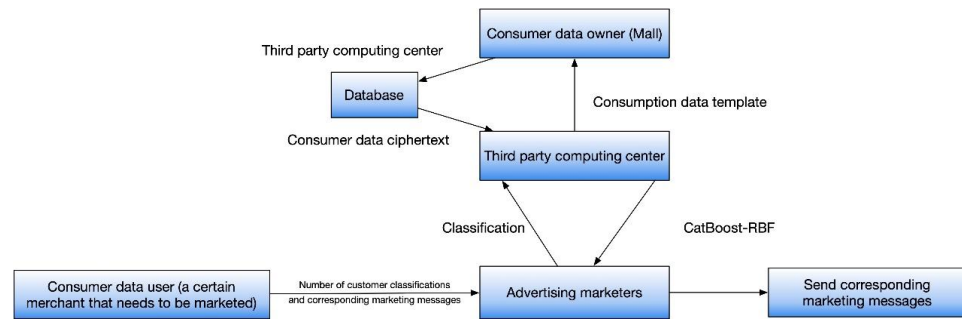 Consumer data owner (Mall)
Third party computing center
Database
Consumption data template
Consumer data ciphertext
Third party computing center
Classification
CatBoost-RBF
Consumer data user (a certain
merchant that needs to be marketed)
Number of customer classifications
and corresponding marketing messages
Advertising marketers
Send corresponding
marketing messages